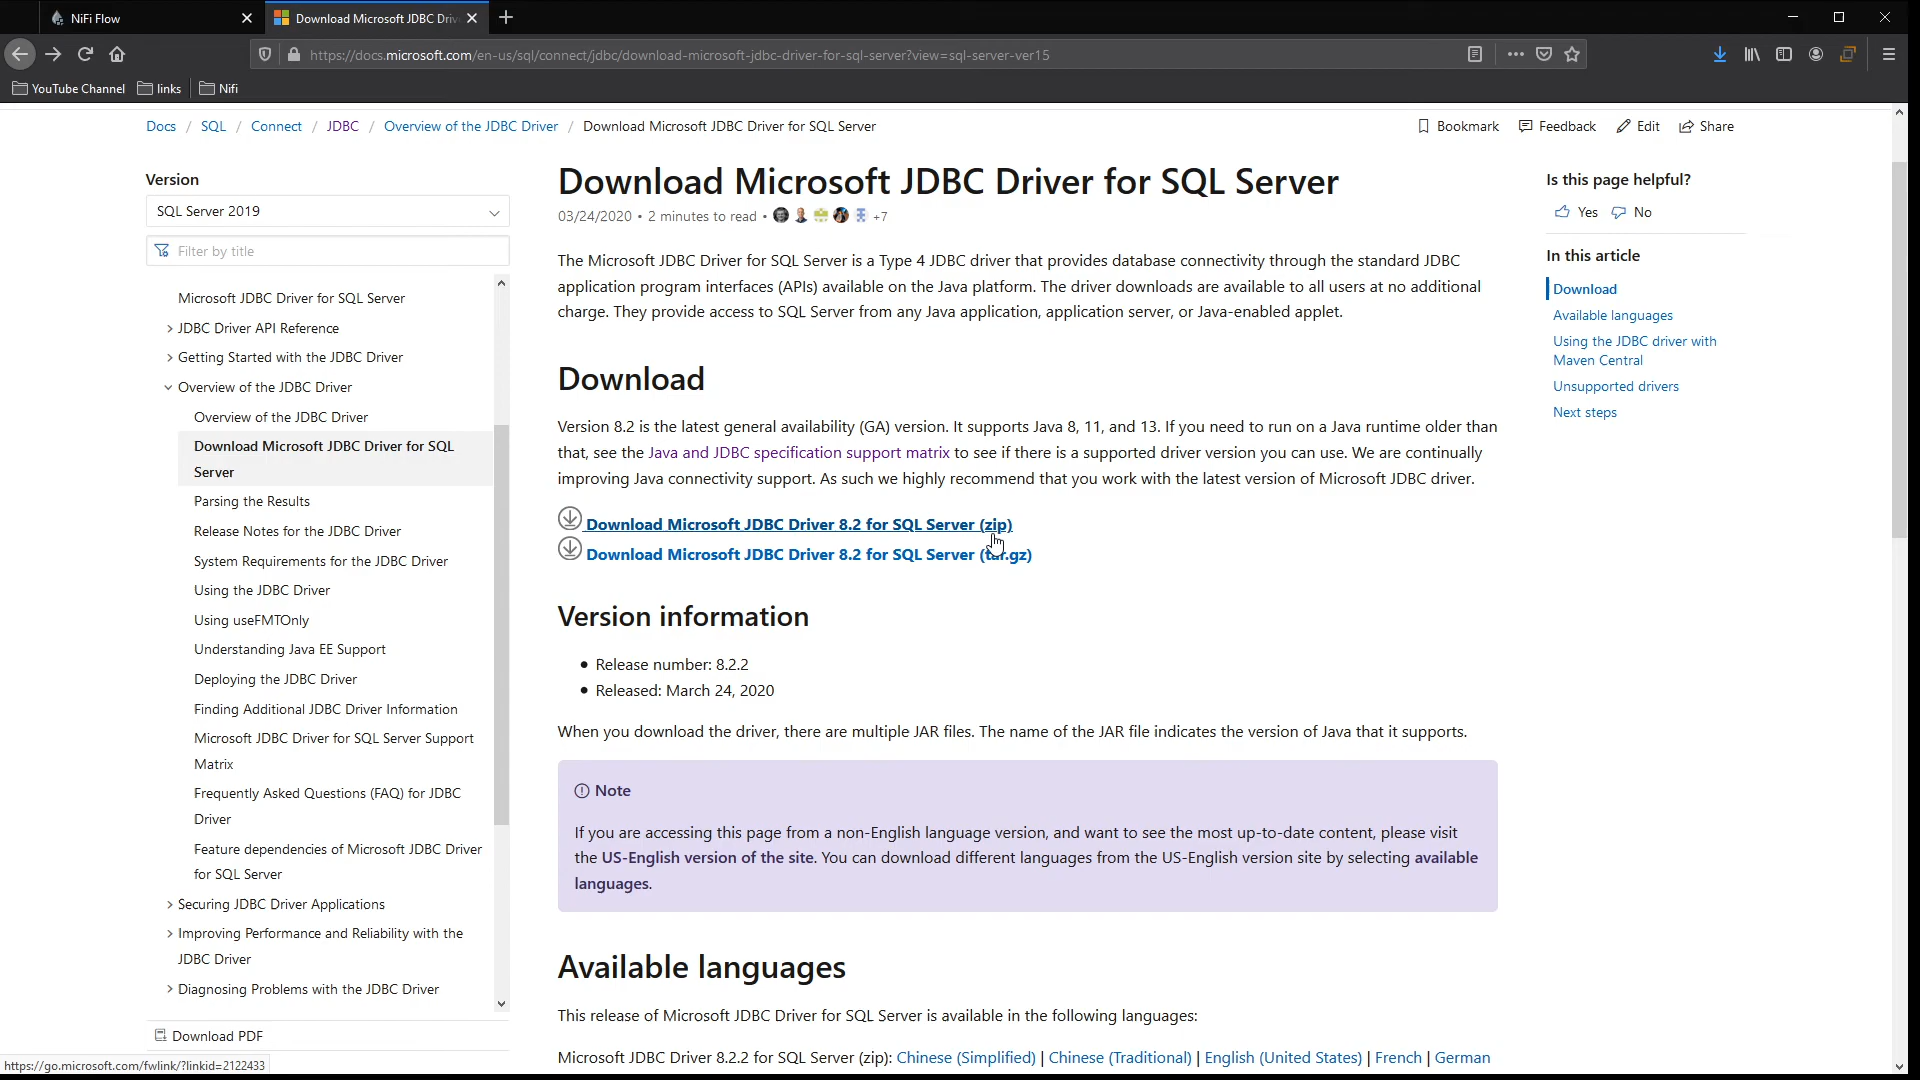 NiFi Flow
Download Microsoft JDBC Driv
https://docs.microsoft.com/en-us/sql/connect/jdbc/download-microsoft-jdbc-driver-for-sql-server?view=sql-server-ver15
YouTube Channel
links
Nifi
Docs / SQL / Connect / JDBC / Overview of the JDBC Driver / Download Microsoft JDBC Driver for SQL Server
Bookmark
Feedback
Edit
Share
Version
SQL Server 2019
Filter by title
Microsoft JDBC Driver for SQL Server
JDBC Driver API Reference
Getting Started with the JDBC Driver
Overview of the JDBC Driver
Overview of the JDBC Driver
Download Microsoft JDBC Driver for SQL
Server
Parsing the Results
Release Notes for the JDBC Driver
System Requirements for the JDBC Driver
Using the JDBC Driver
Using useFMTOnly
Understanding Java EE Support
Deploying the JDBC Driver
Finding Additional JDBC Driver Information
Microsoft JDBC Driver for SQL Server Support
Matrix
Frequently Asked Questions (FAQ) for JDBC
Driver
Feature dependencies of Microsoft JDBC Driver
for SQL Server
Securing JDBC Driver Applications
Improving Performance and Reliability with the
JDBC Driver
Diagnosing Problems with the JDBC Driver
Download PDF
https://go.microsoft.com/fwlink/?linkid=2122433
Download Microsoft JDBC Driver for SQL Server
03/24/2020 • 2 minutes to read • +7
The Microsoft JDBC Driver for SQL Server is a Type 4 JDBC driver that provides database connectivity through the standard JDBC
application program interfaces (APIs) available on the Java platform. The driver downloads are available to all users at no additional
charge. They provide access to SQL Server from any Java application, application server, or Java-enabled applet.
Download
Version 8.2 is the latest general availability (GA) version. It supports Java 8, 11, and 13. If you need to run on a Java runtime older than
that, see the Java and JDBC specification support matrix to see if there is a supported driver version you can use. We are continually
improving Java connectivity support. As such we highly recommend that you work with the latest version of Microsoft JDBC driver.
Download Microsoft JDBC Driver 8.2 for SQL Server (zip)
Download Microsoft JDBC Driver 8.2 for SQL Server (tar.gz)
Version information
• Release number: 8.2.2
• Released: March 24, 2020
When you download the driver, there are multiple JAR files. The name of the JAR file indicates the version of Java that it supports.
Note
If you are accessing this page from a non-English language version, and want to see the most up-to-date content, please visit
the US-English version of the site. You can download different languages from the US-English version site by selecting available
languages.
Available languages
This release of Microsoft JDBC Driver for SQL Server is available in the following languages:
Microsoft JDBC Driver 8.2.2 for SQL Server (zip): Chinese (Simplified) | Chinese (Traditional) | English (United States) | French | German
Is this page helpful?
Yes
No
In this article
Download
Available languages
Using the JDBC driver with
Maven Central
Unsupported drivers
Next steps